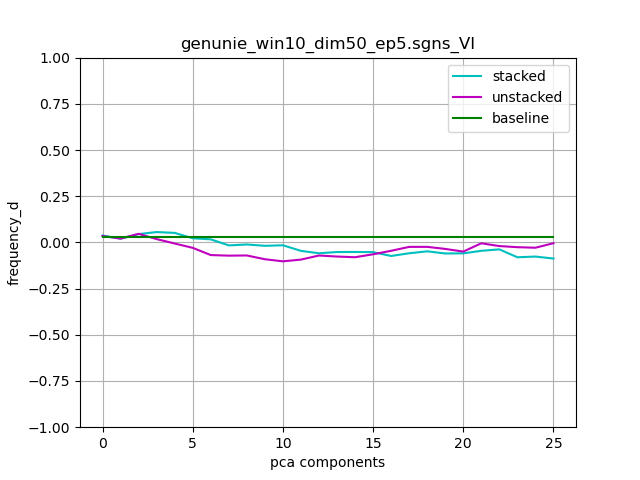 genunie_win10_dim50_ep5.sgns_VI
1.00
0.75
0.50
0.25
0.00
−0.25
−0.50
−0.75
−1.00
frequency_d
stacked
unstacked
baseline
0 5 10 15 20 25
pca components